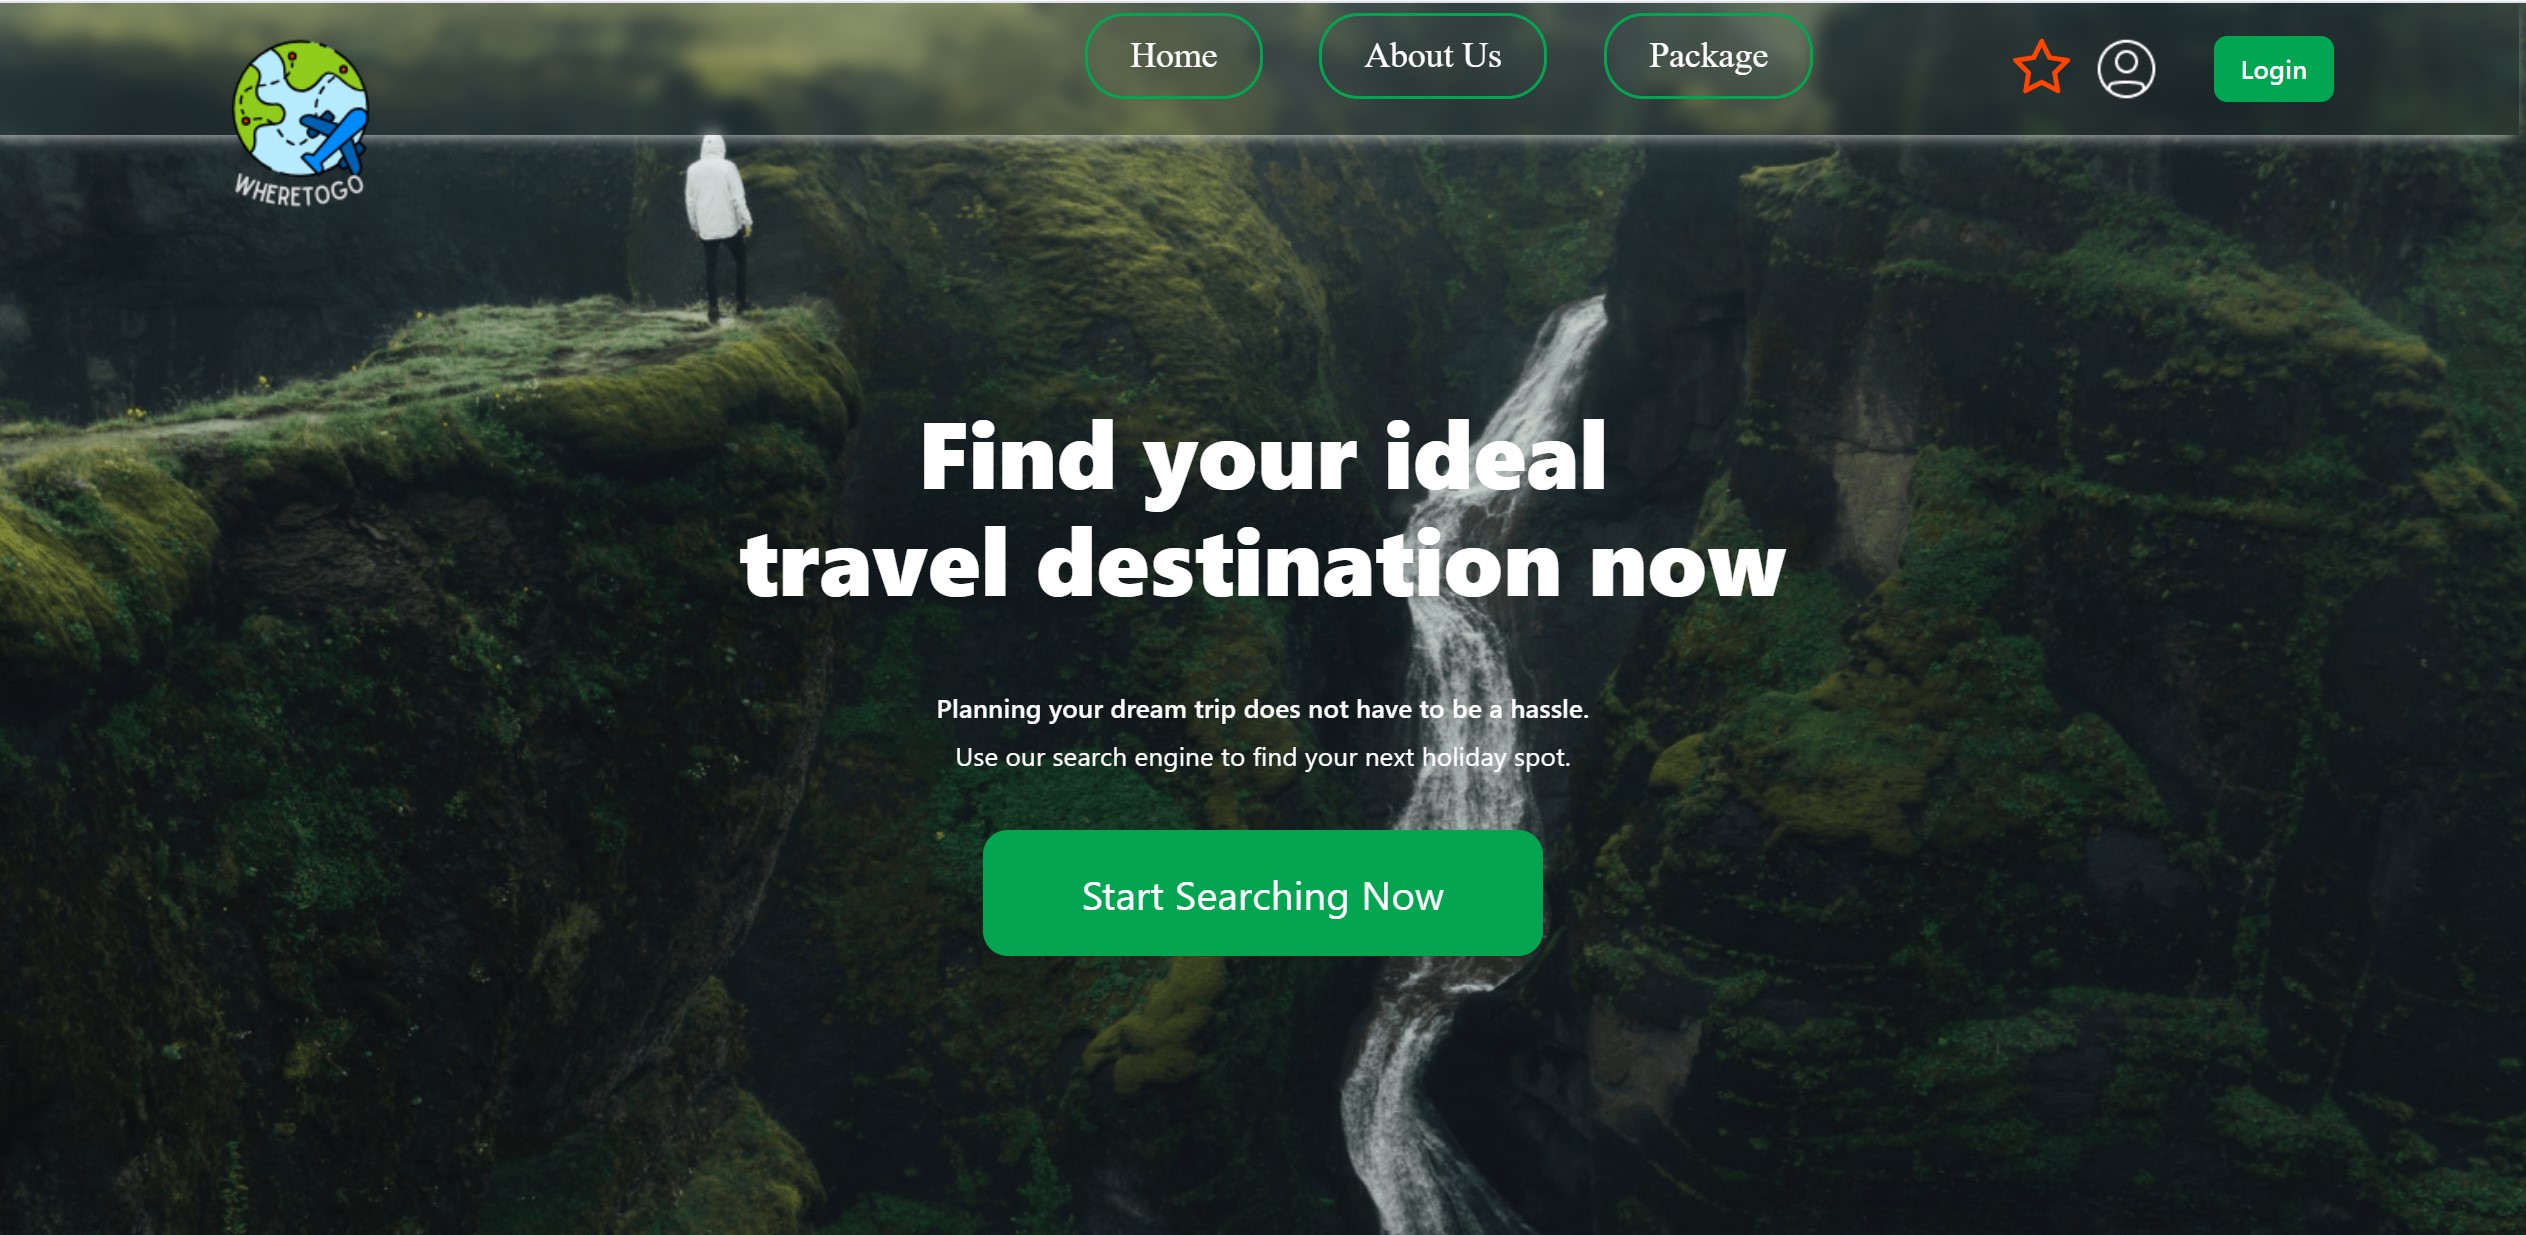 WHERETOGO
Home
About Us
Package
Login
Find your ideal
travel destination now
Planning your dream trip does not have to be a hassle.
Use our search engine to find your next holiday spot.
Start Searching Now